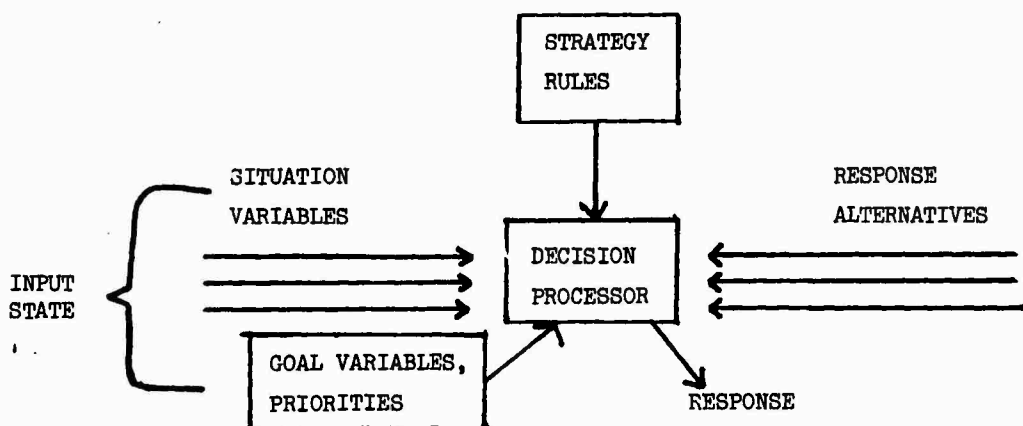 STRATEGY
RULES
SITUATION
VARIABLES
RESPONSE
ALTERNATIVES
INPUT
STATE
DECISION
PROCESSOR
GOAL VARIABLES,
PRIORITIES
RESPONSE